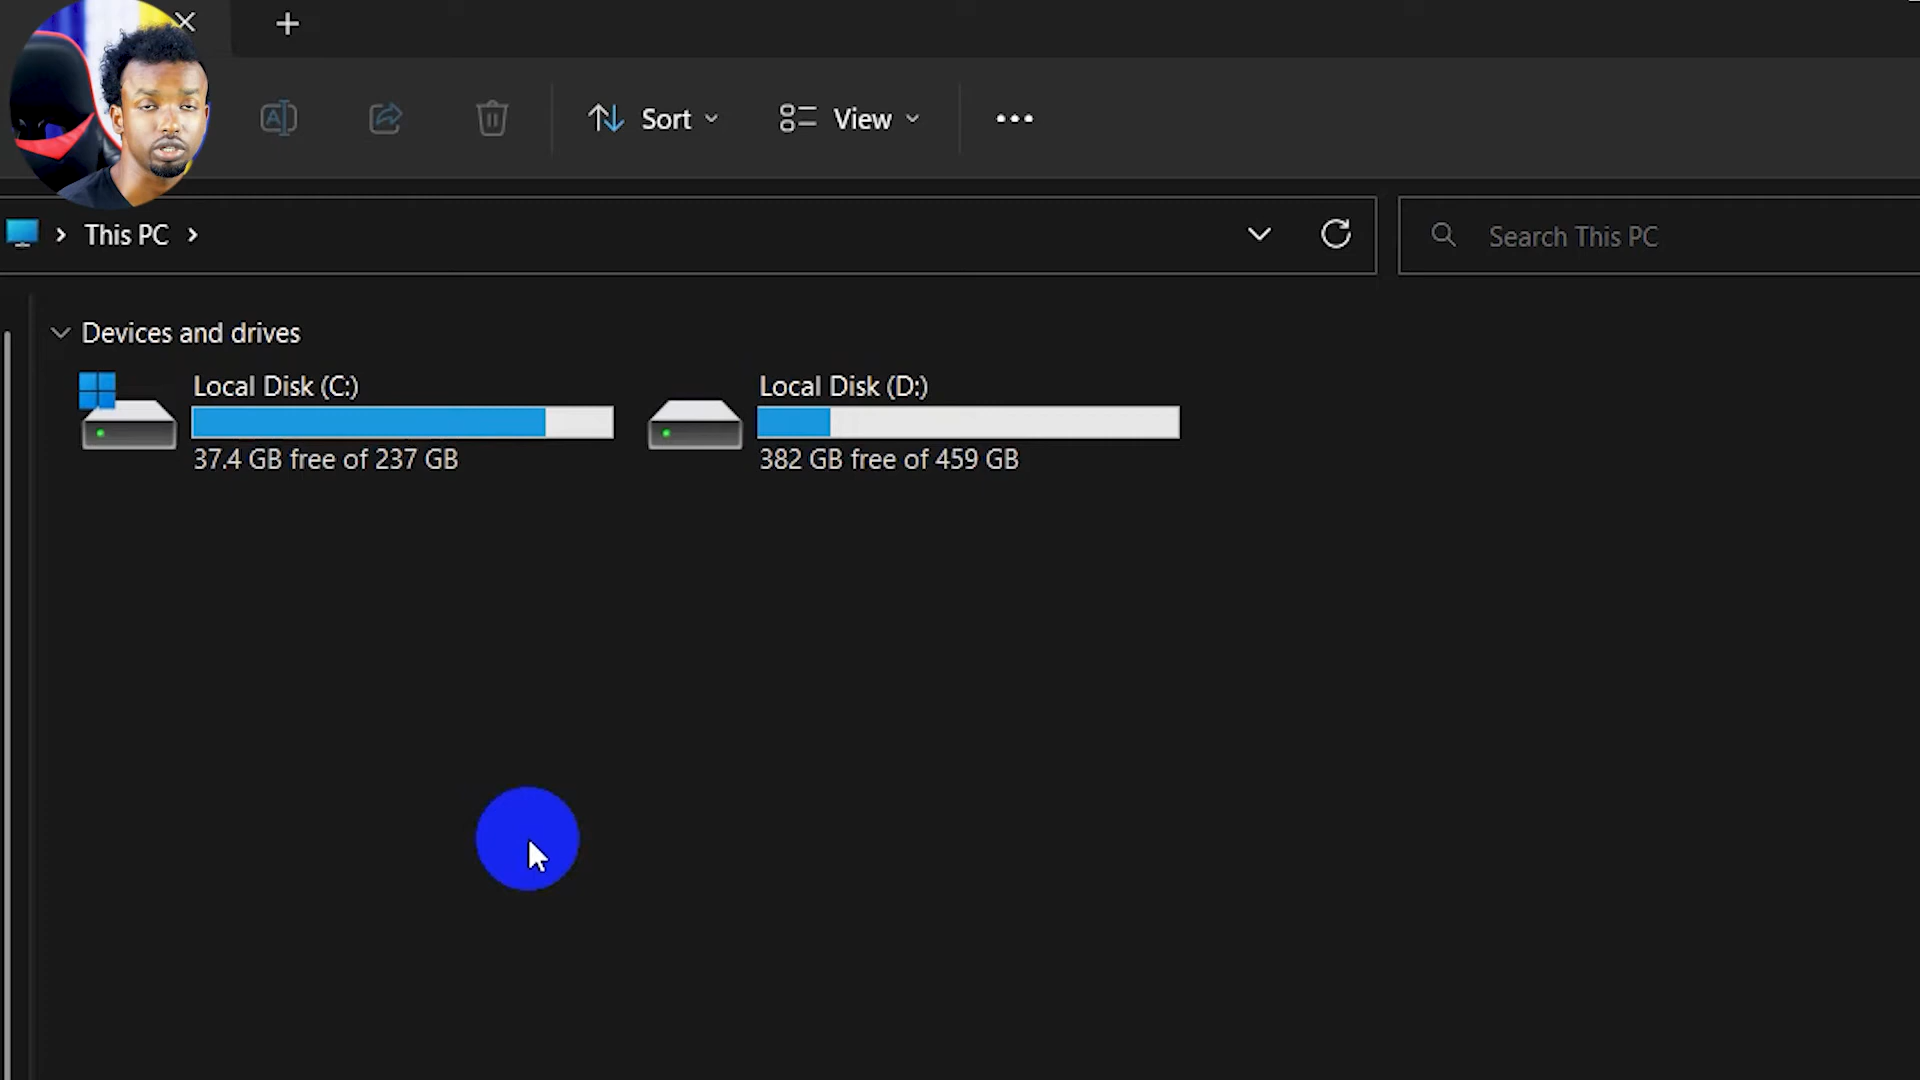 Sort
View
This PC
Search This PC
Devices and drives
Local Disk (C:)
37.4 GB free of 237 GB
Local Disk (D:)
382 GB free of 459 GB